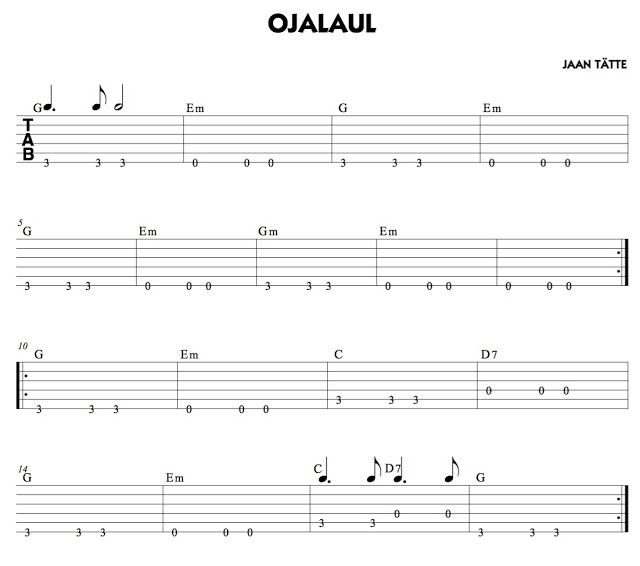 OJALAUL
JAAN TÄTTE
G Em G Em
T
A
B
3 3 3 0 0 0 3 3 3 0 0 0
5
G Em Gm Em
3 3 3 0 0 0 3 3 3 0 0 0 0 0 0
10
G Em C D7
0 0 0
3 3 3
3 3 3 0 0 0
14
G Em C D7 G
0 0
3 3
3 3 3 0 0 0 3 3 3